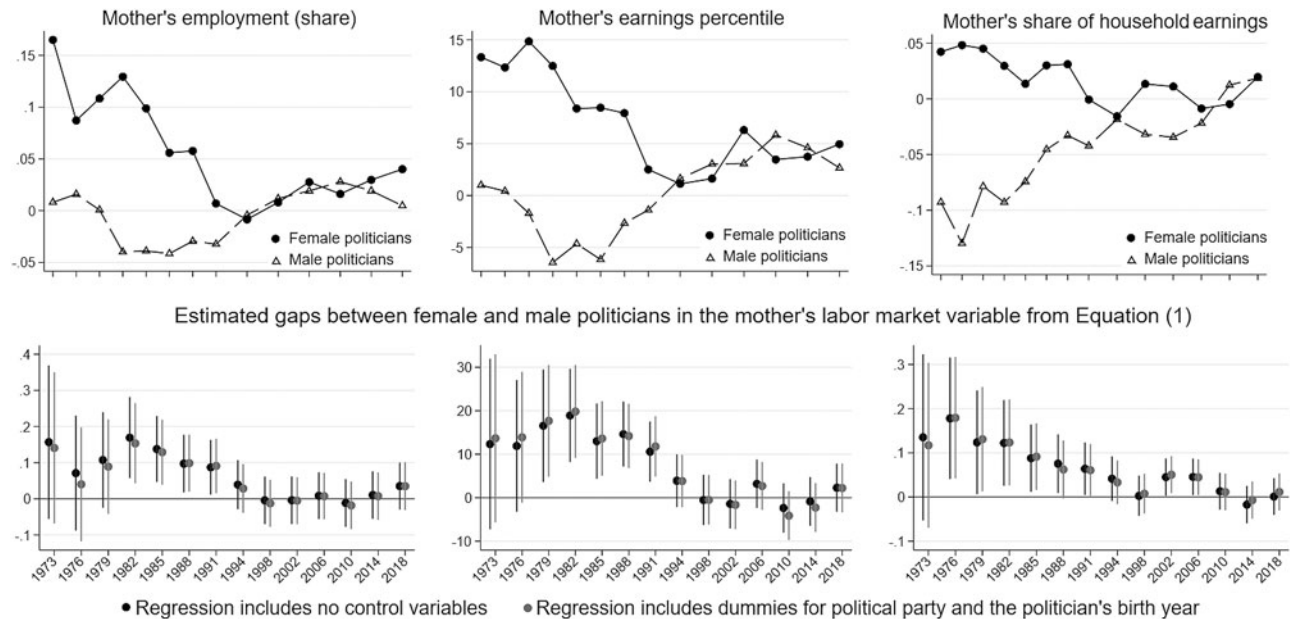 Mother's employment (share)
Mother's earnings percentile
Mother's share of household earnings
.15
.1
.05
0
-.05
Female politicians
Male politicians
15
10
5
0
-5
Female politicians
Male politicians
.05
0
-.05
-.1
-.15
Female politicians
Male politicians
Estimated gaps between female and male politicians in the mother's labor market variable from Equation (1)
.4
.3
.2
.1
0
-.1
1973 1976 1979 1982 1985 1988 1991 1994 1998 2002 2006 2010 2014 2018
30
20
10
0
-10
1973 1976 1979 1982 1985 1988 1991 1994 1998 2002 2006 2010 2014 2018
.3
.2
.1
0
-.1
1973 1976 1979 1982 1985 1988 1991 1994 1998 2002 2006 2010 2014 2018
Regression includes no control variables
Regression includes dummies for political party and the politician's birth year